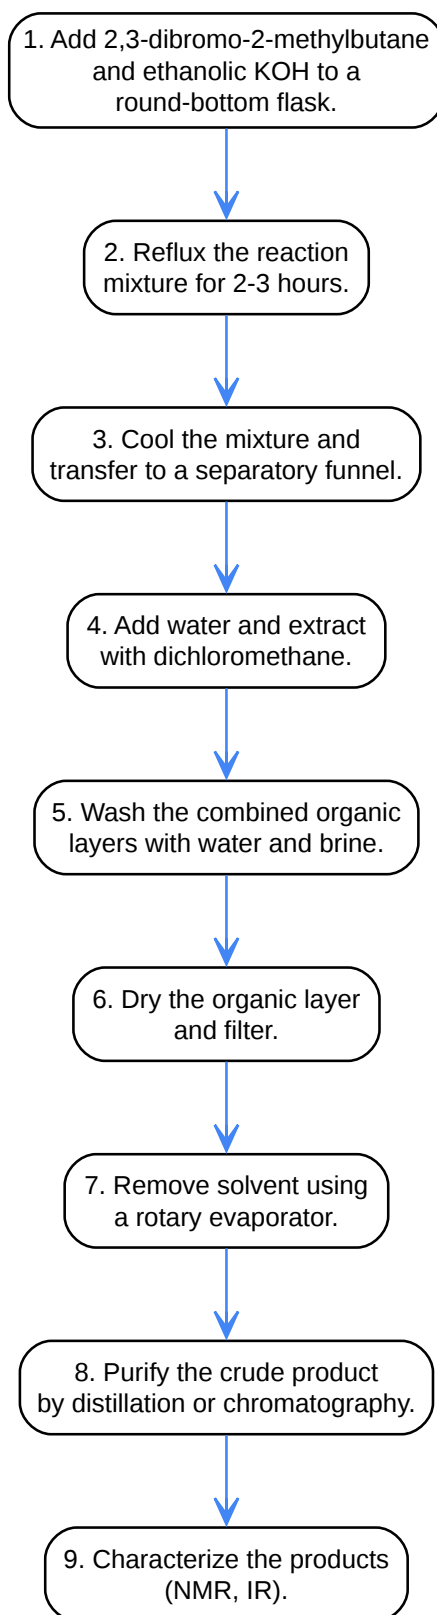 1. Add 2,3-dibromo-2-methylbutane
and ethanolic KOH to a
round-bottom flask.
2. Reflux the reaction
mixture for 2-3 hours.
3. Cool the mixture and
transfer to a separatory funnel.
4. Add water and extract
with dichloromethane.
5. Wash the combined organic
layers with water and brine.
6. Dry the organic layer
and filter.
7. Remove solvent using
a rotary evaporator.
8. Purify the crude product
by distillation or chromatography.
9. Characterize the products
(NMR, IR).